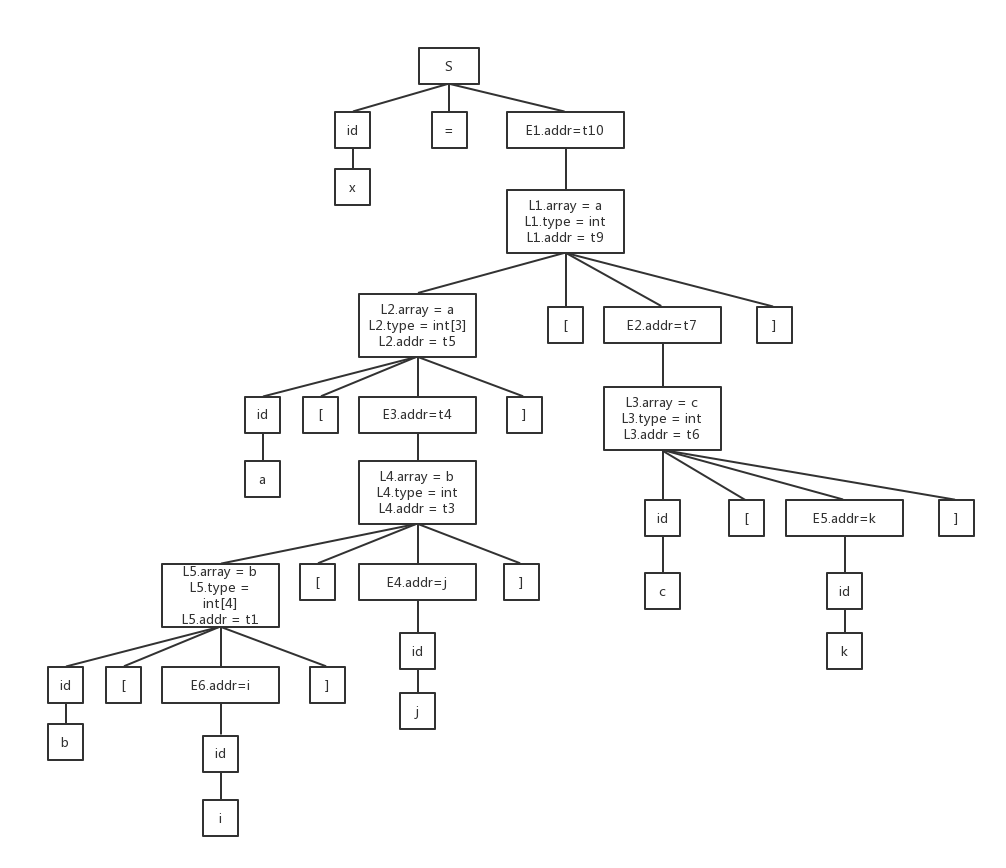 S
id
=
E1.addr=t10
x
L1.array = a
L1.type = int
L1.addr = t9
L2.array = a
L2.type = int[3]
L2.addr = t5
[
E2.addr=t7
]
id
[
E3.addr=t4
]
L3.array = c
L3.type = int
L3.addr = t6
a
L4.array = b
L4.type = int
L4.addr = t3
id
[
E5.addr=k
]
L5.array = b
L5.type =
int[4]
L5.addr = t1
[
E4.addr=j
]
c
id
id
k
id
[
E6.addr=i
]
j
b
id
i